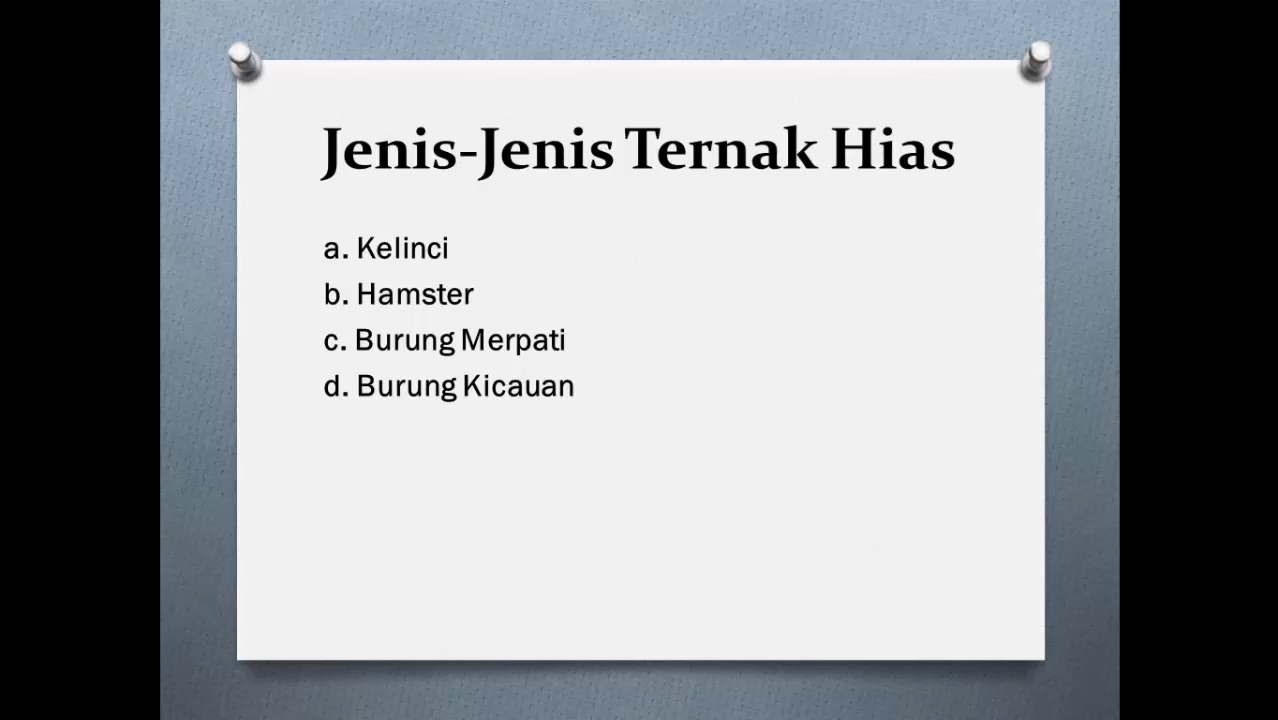 Jenis-Jenis Ternak Hias
a. Kelinci
b. Hamster
c. Burung Merpati
d. Burung Kicauan